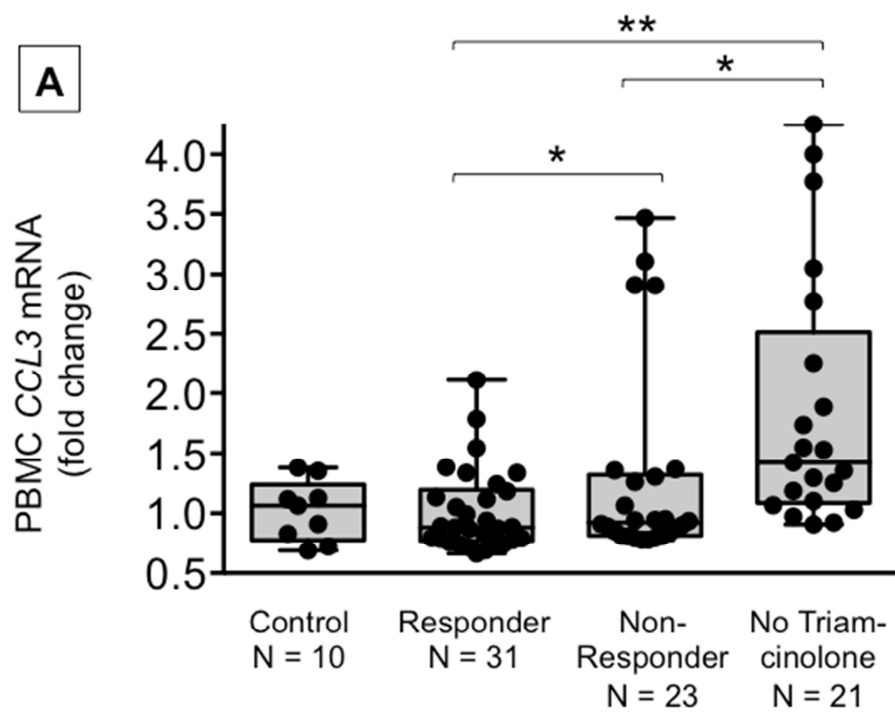 A
**
*
*
PBMC CCL3 mRNA
(fold change)
4.0
3.5
3.0
2.5
2.0
1.5
1.0
0.5
Control
N = 10
Responder
N = 31
Non-
Responder
N = 23
No Triam-
cinolone
N = 21